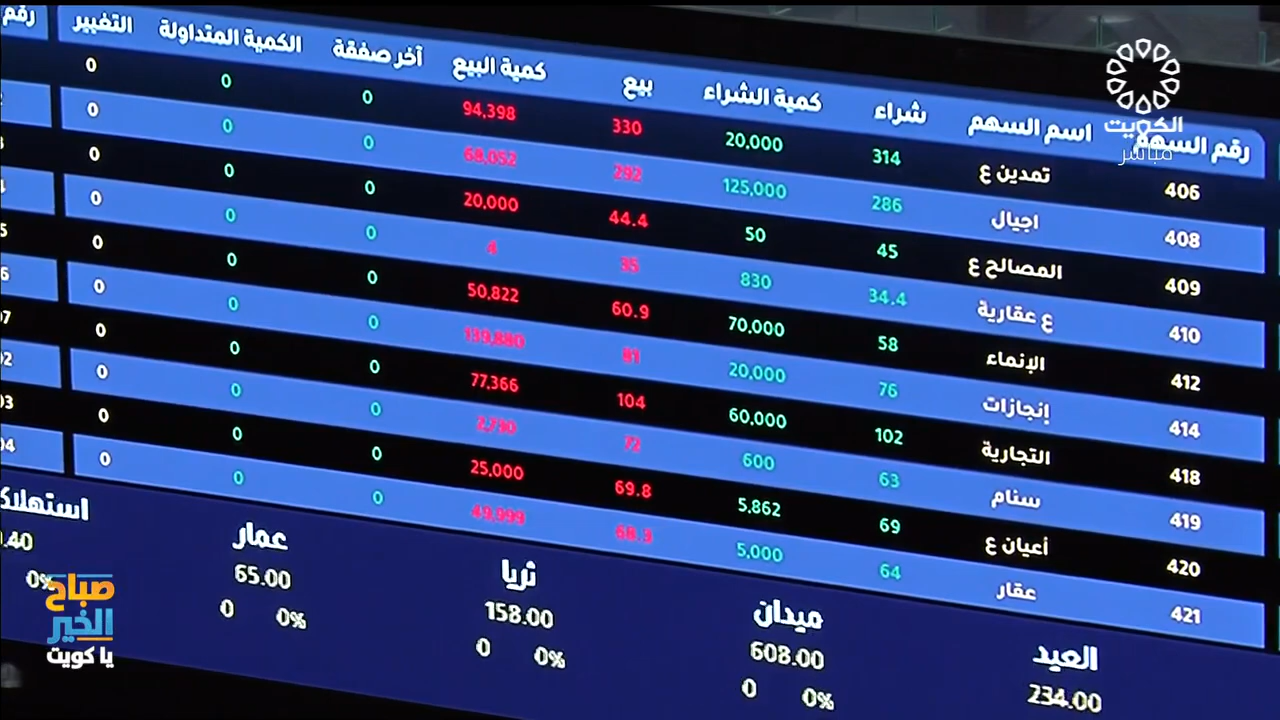 الكويت
مباشر
رقم السهم اسم السهم شراء كمية الشراء بيع كمية البيع آخر صفقة الكمية المتداولة التغيير رقم
406 تمدين ع 314 20,000 330 94,398 0 0 0
408 اجيال 286 125,000 292 68,052 0 0 0
409 المصالح ع 45 50 44.4 20,000 0 0 0
410 ع عقارية 34.4 830 35 4 0 0 0
412 الإنماء 58 70,000 60.9 50,822 0 0 0
414 إنجازات 76 20,000 81 139,880 0 0 0
418 التجارية 102 60,000 104 77,366 0 0 0
419 سنام 63 600 72 2,790 0 0 0
420 أعيان ع 69 5,862 69.8 25,000 0 0 0
421 عقار 64 5,000 68.3 49,999 0 0 0
العيد ميدان ثريا عمار
234.00 608.00 158.00 65.00 .40
0 0% 0 0% 0 0% 0%
صباح
الخير
يا كويت